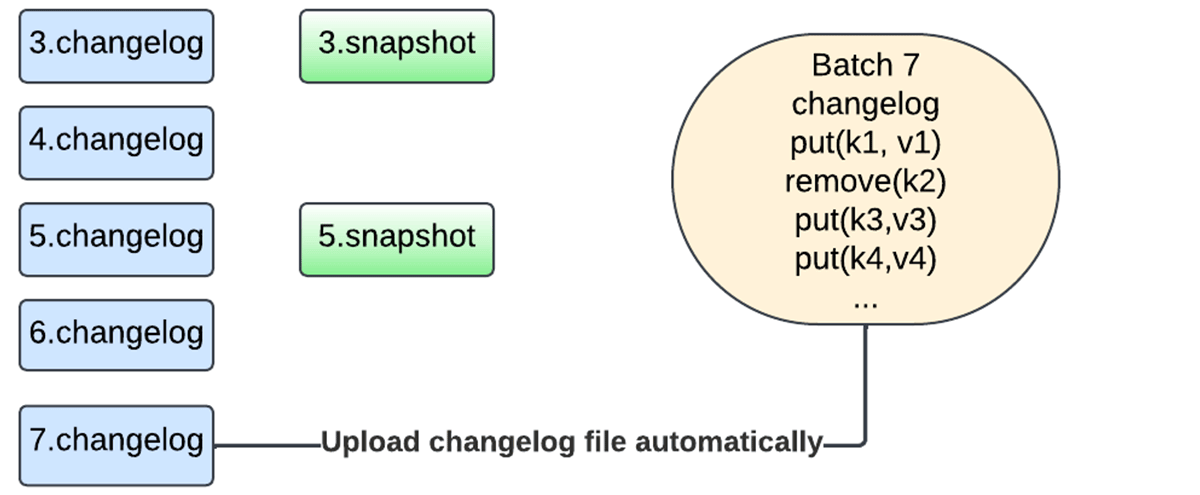 3.changelog
3.snapshot
4.changelog
5.changelog
5.snapshot
6.changelog
7.changelog
Upload changelog file automatically
Batch 7
changelog
put(k1, v1)
remove(k2)
put(k3,v3)
put(k4,v4)
...